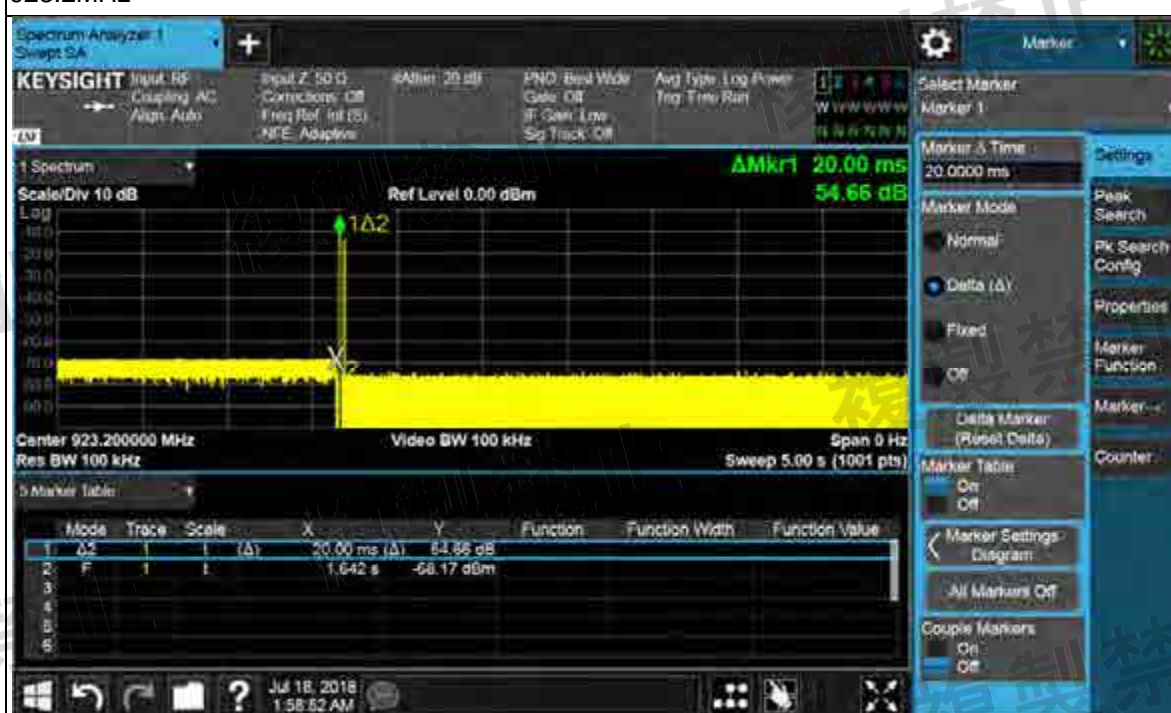 Spectrum Analyzer 1
Swept SA
+
Marker
KEYSIGHT
Input: RF
Coupling: AC
Align: Auto
Input Z: 50 Ω
Corrections: Off
Freq Ref: Int (S)
NFE: Adaptive
#Atten: 20 dB
PNO: Best Wide
Gate: Off
IF Gain: Low
Sig Track: Off
Avg Type: Log-Power
Trig: Free Run
Select Marker
Marker 1
1 Spectrum
Scale/Div 10 dB
Log
Ref Level 0.00 dBm
ΔMkr1 20.00 ms
54.66 dB
1Δ2
X2
Center 923.200000 MHz
Res BW 100 kHz
Video BW 100 kHz
Span 0 Hz
Sweep 5.00 s (1001 pts)
5 Marker Table
Mode Trace Scale X Y Function Function Width Function Value
1 Δ2 1 t (Δ) 20.00 ms (Δ) 54.66 dB
2 F 1 t 1.642 s -68.17 dBm
3
4
5
6
Marker Δ Time
20.0000 ms
Marker Mode
Normal
Delta (Δ)
Fixed
Off
Delta Marker
(Reset Delta)
Marker Table
On
Off
Marker Settings
Diagram
All Markers Off
Couple Markers
On
Off
Settings
Peak
Search
Pk Search
Config
Properties
Marker
Function
Marker→
Counter
?
Jul 18, 2018
1:58:52 AM
複製禁止